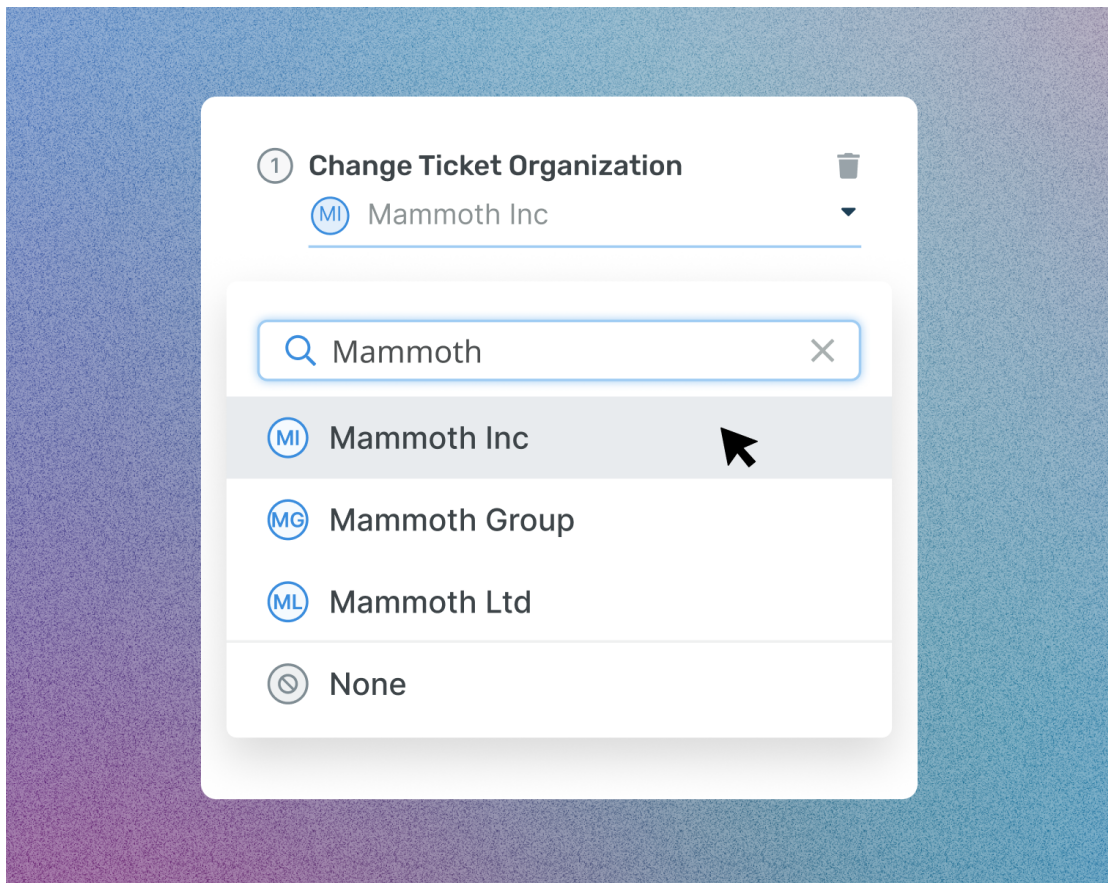 1 Change Ticket Organization
MI Mammoth Inc
Mammoth
MI Mammoth Inc
MG Mammoth Group
ML Mammoth Ltd
None